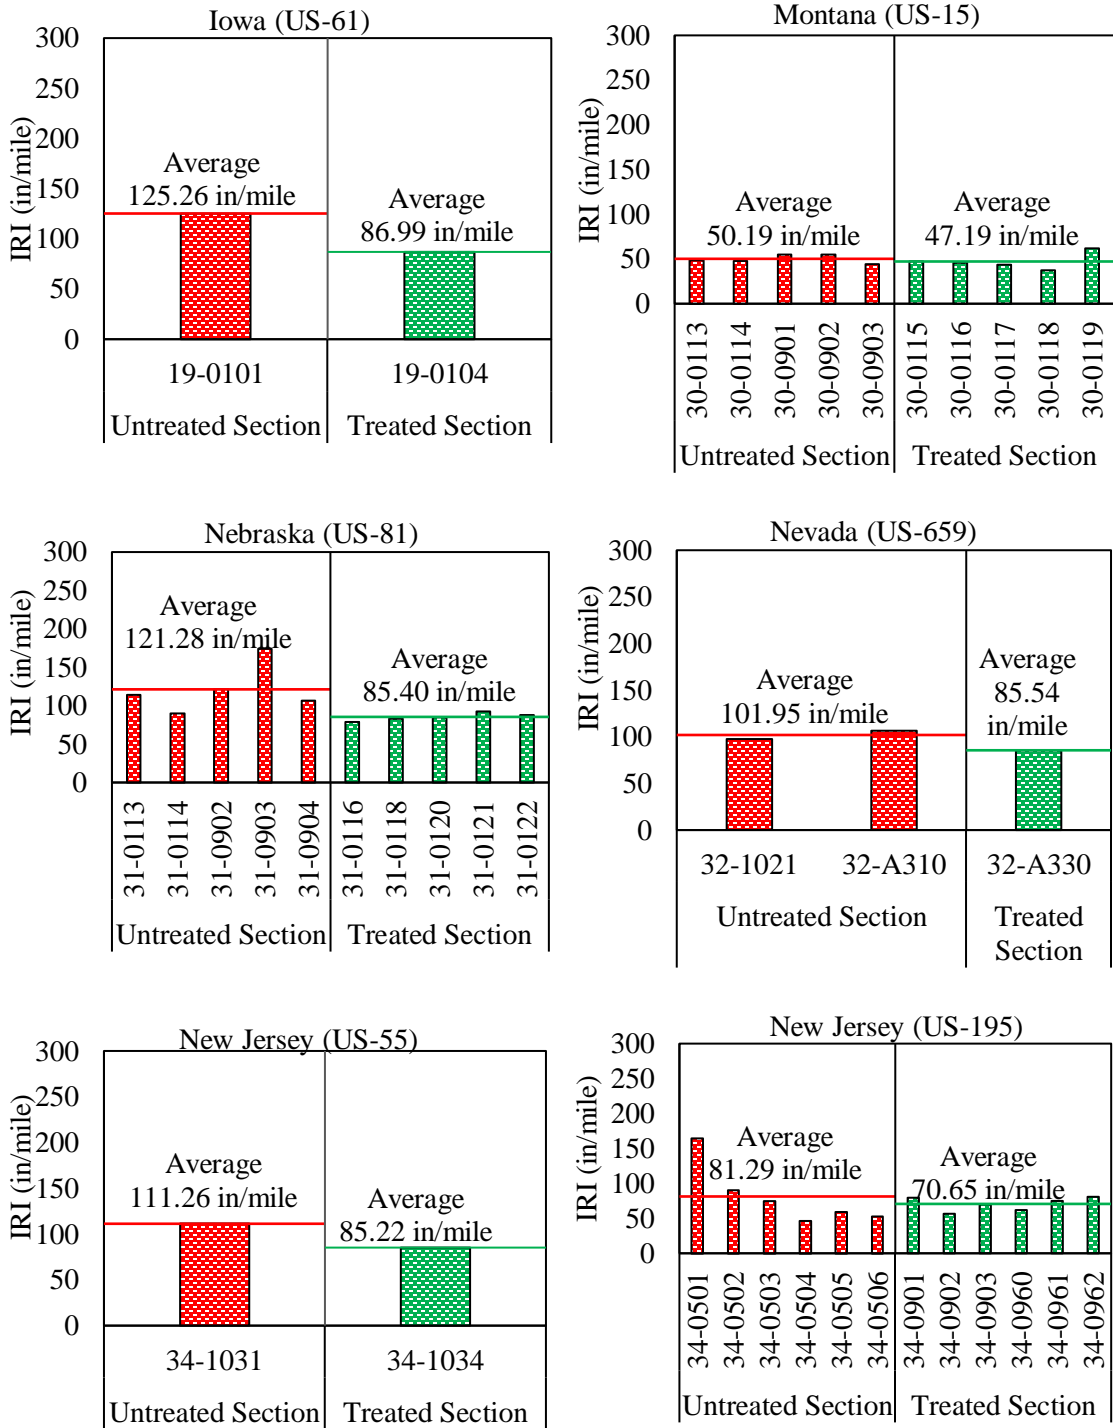 Iowa (US-61)
IRI (in/mile)
300
250
200
150
100
50
0
Average
125.26 in/mile
Average
86.99 in/mile
19-0101
19-0104
Untreated Section
Treated Section
Montana (US-15)
IRI (in/mile)
300
250
200
150
100
50
0
Average
50.19 in/mile
Average
47.19 in/mile
30-0113
30-0114
30-0901
30-0902
30-0903
30-0115
30-0116
30-0117
30-0118
30-0119
Untreated Section
Treated Section
Nebraska (US-81)
IRI (in/mile)
300
250
200
150
100
50
0
Average
121.28 in/mile
Average
85.40 in/mile
31-0113
31-0114
31-0902
31-0903
31-0904
31-0116
31-0118
31-0120
31-0121
31-0122
Untreated Section
Treated Section
Nevada (US-659)
IRI (in/mile)
300
250
200
150
100
50
0
Average
101.95 in/mile
Average
85.54
in/mile
32-1021
32-A310
32-A330
Untreated Section
Treated
Section
New Jersey (US-55)
IRI (in/mile)
300
250
200
150
100
50
0
Average
111.26 in/mile
Average
85.22 in/mile
34-1031
34-1034
Untreated Section
Treated Section
New Jersey (US-195)
IRI (in/mile)
300
250
200
150
100
50
0
Average
81.29 in/mile
Average
70.65 in/mile
34-0501
34-0502
34-0503
34-0504
34-0505
34-0506
34-0901
34-0902
34-0903
34-0960
34-0961
34-0962
Untreated Section
Treated Section